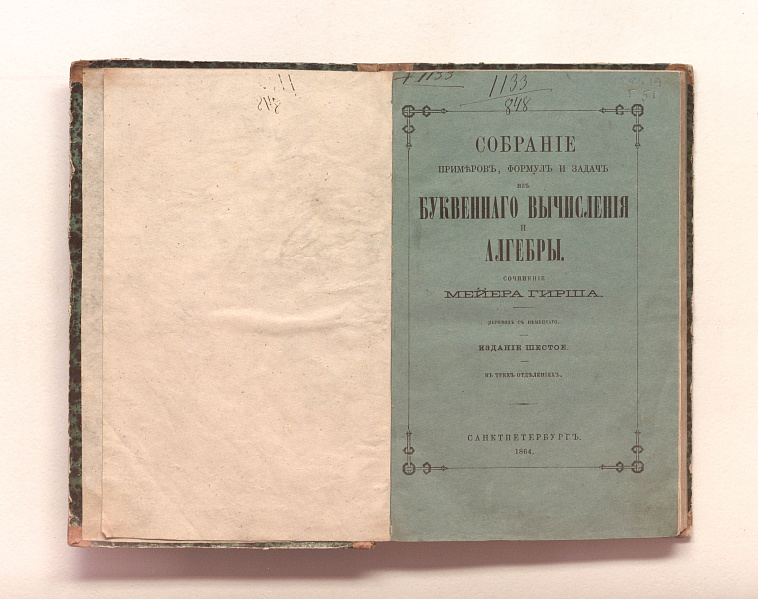 1133
1133
848
СОБРАНІЕ
ПРИМѢРОВЪ, ФОРМУЛЪ И ЗАДАЧЪ
ИЗЪ
БУКВЕННАГО ВЫЧИСЛЕНІЯ
И
АЛГЕБРЫ.
СОЧИНЕНІЕ
МЕЙЕРА ГИРША.
ПЕРЕВОДЪ СЪ НѢМЕЦКАГО.
ИЗДАНІЕ ШЕСТОЕ.
ВЪ ТРЕХЪ ОТДѢЛЕНІЯХЪ.
САНКТПЕТЕРБУРГЪ.
1864.